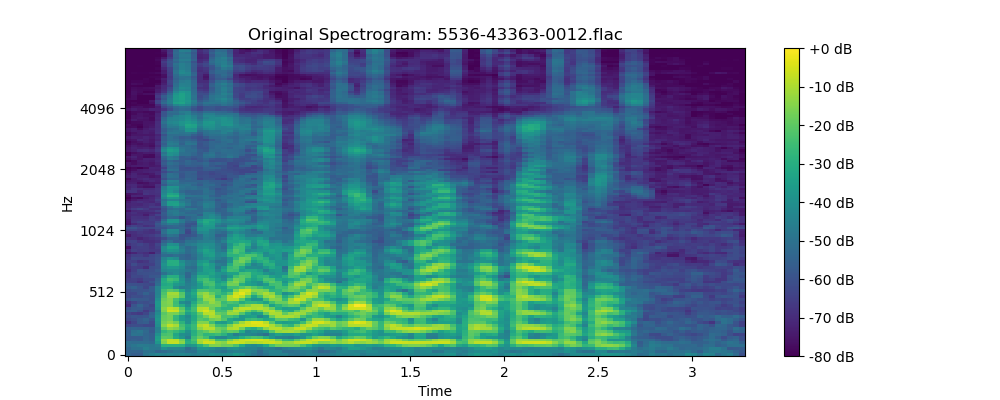 Original Spectrogram: 5536-43363-0012.flac
Hz
4096
2048
1024
512
0
0
0.5
1
1.5
2
2.5
3
Time
+0 dB
-10 dB
-20 dB
-30 dB
-40 dB
-50 dB
-60 dB
-70 dB
-80 dB